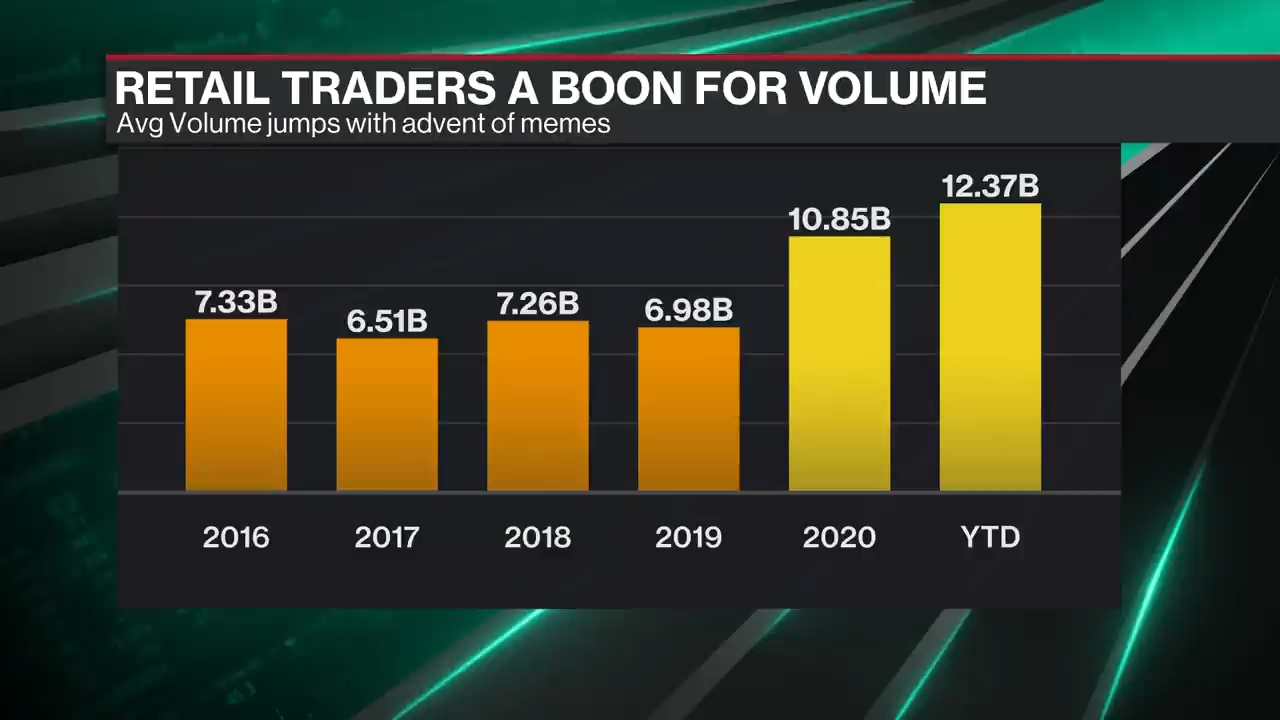 RETAIL TRADERS A BOON FOR VOLUME
Avg Volume jumps with advent of memes
12.37B
10.85B
7.33B
6.51B
7.26B
6.98B
2016 2017 2018 2019 2020 YTD